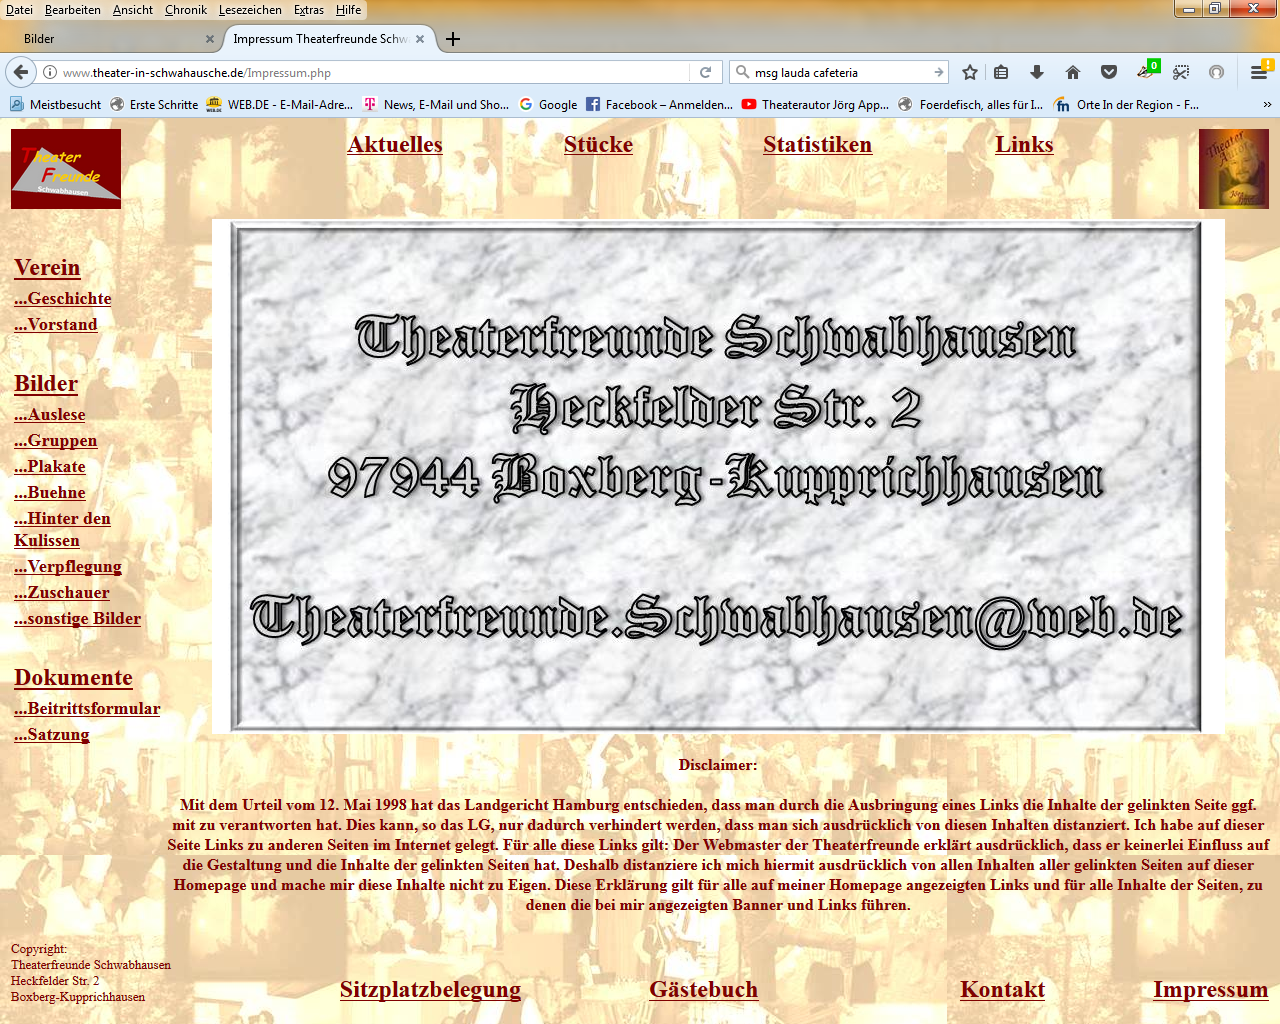 Datei Bearbeiten Ansicht Chronik Lesezeichen Extras Hilfe
Bilder
Impressum Theaterfreunde Schw
www.theater-in-schwahausche.de/Impressum.php
msg lauda cafeteria
0
Meistbesucht Erste Schritte WEB.DE - E-Mail-Adre... News, E-Mail und Sho... Google Facebook – Anmelden... Theaterautor Jörg App... Foerdefisch, alles für I... Orte In der Region - F... »
Theater
Freunde
Schwabhausen
Aktuelles Stücke Statistiken Links
Theater
Verein
...Geschichte
...Vorstand
Bilder
...Auslese
...Gruppen
...Plakate
...Buehne
...Hinter den
Kulissen
...Verpflegung
...Zuschauer
...sonstige Bilder
Dokumente
...Beitrittsformular
...Satzung
Theaterfreunde Schwabhausen
Heckfelder Str. 2
97944 Boxberg-Kupprichhausen
Theaterfreunde.Schwabhausen@web.de
Disclaimer:
Mit dem Urteil vom 12. Mai 1998 hat das Landgericht Hamburg entschieden, dass man durch die Ausbringung eines Links die Inhalte der gelinkten Seite ggf.
mit zu verantworten hat. Dies kann, so das LG, nur dadurch verhindert werden, dass man sich ausdrücklich von diesen Inhalten distanziert. Ich habe auf dieser
Seite Links zu anderen Seiten im Internet gelegt. Für alle diese Links gilt: Der Webmaster der Theaterfreunde erklärt ausdrücklich, dass er keinerlei Einfluss auf
die Gestaltung und die Inhalte der gelinkten Seiten hat. Deshalb distanziere ich mich hiermit ausdrücklich von allen Inhalten aller gelinkten Seiten auf dieser
Homepage und mache mir diese Inhalte nicht zu Eigen. Diese Erklärung gilt für alle auf meiner Homepage angezeigten Links und für alle Inhalte der Seiten, zu
denen die bei mir angezeigten Banner und Links führen.
Copyright:
Theaterfreunde Schwabhausen
Heckfelder Str. 2
Boxberg-Kupprichhausen
Sitzplatzbelegung Gästebuch Kontakt Impressum